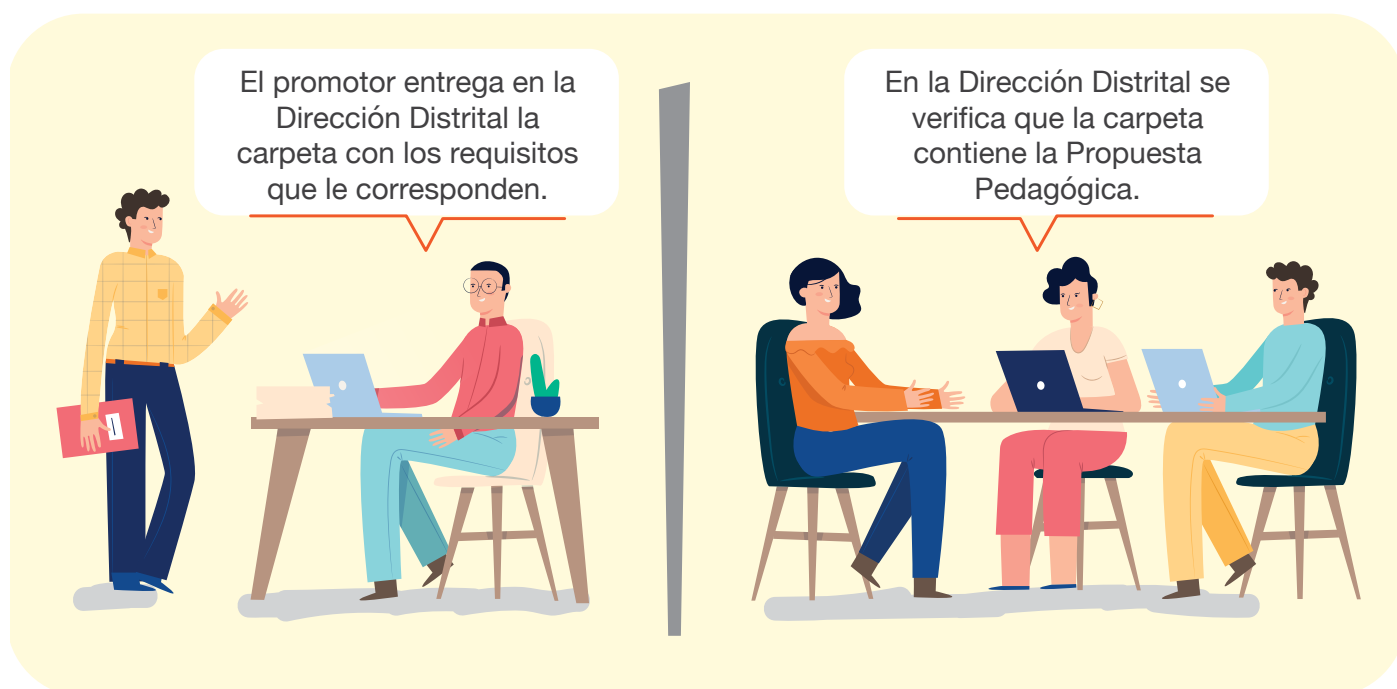 El promotor entrega en la
Dirección Distrital la
carpeta con los requisitos
que le corresponden.
En la Dirección Distrital se
verifica que la carpeta
contiene la Propuesta
Pedagógica.